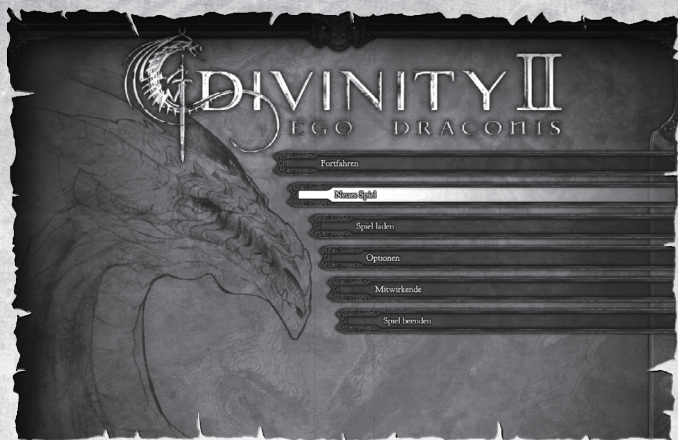 DIVINITY II
EGO DRACONIS
Fortfahren
Neues Spiel
Spiel laden
Optionen
Mitwirkende
Spiel beenden